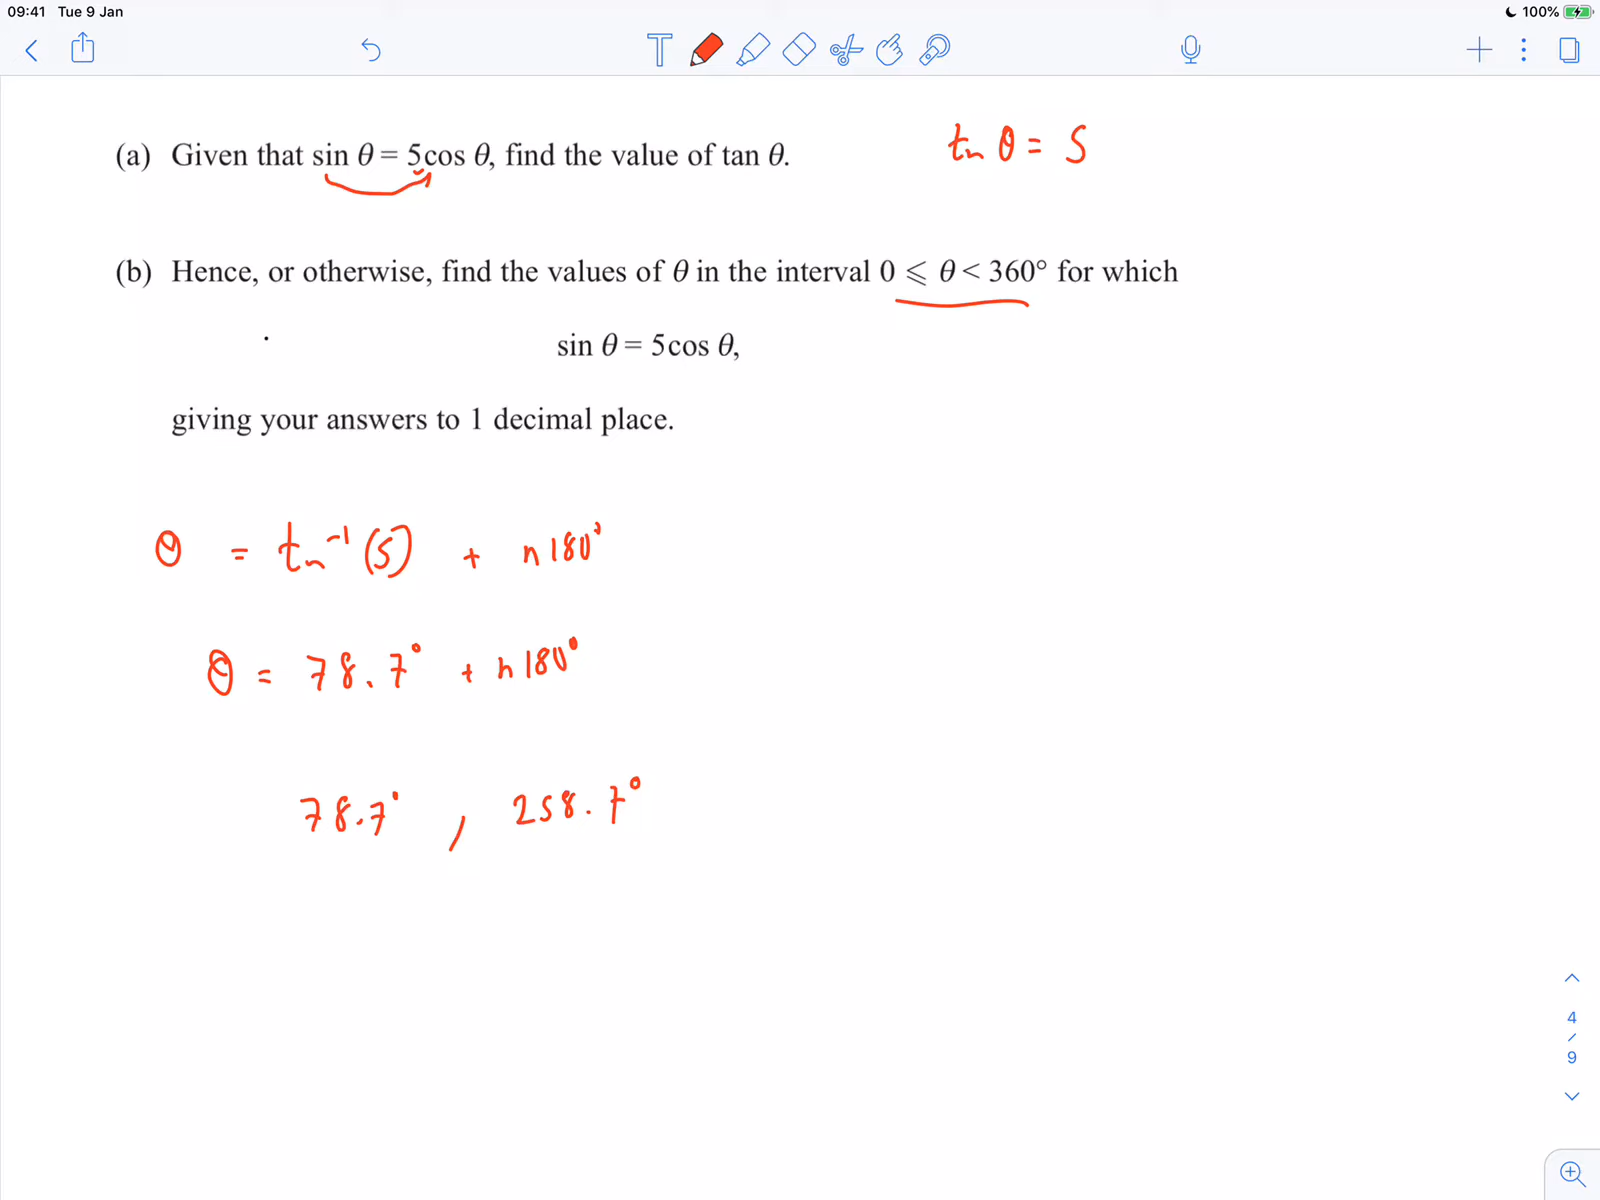 09:41 Tue 9 Jan 100%
T
(a) Given that sin θ = 5cos θ, find the value of tan θ.
tn θ = 5
(b) Hence, or otherwise, find the values of θ in the interval 0 ⩽ θ < 360° for which
sin θ = 5cos θ,
giving your answers to 1 decimal place.
θ = tn⁻¹(5) + n180°
θ = 78.7° + n180°
78.7° , 258.7°
4
/
9